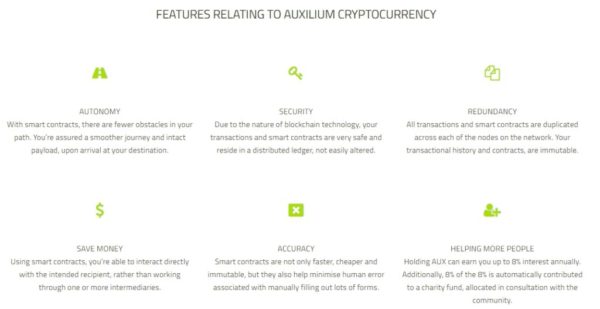 FEATURES RELATING TO AUXILIUM CRYPTOCURRENCY
AUTONOMY
With smart contracts, there are fewer obstacles in your
path. You're assured a smoother journey and intact
payload, upon arrival at your destination.
SECURITY
Due to the nature of blockchain technology, your
transactions and smart contracts are very safe and
reside in a distributed ledger, not easily altered.
REDUNDANCY
All transactions and smart contracts are duplicated
across each of the nodes on the network. Your
transactional history and contracts, are immutable.
SAVE MONEY
Using smart contracts, you're able to interact directly
with the intended recipient, rather than working
through one or more intermediaries.
ACCURACY
Smart contracts are not only faster, cheaper and
immutable, but they also help minimise human error
associated with manually filling out lots of forms.
HELPING MORE PEOPLE
Holding AUX can earn you up to 8% interest annually.
Additionally, 8% of the 8% is automatically contributed
to a charity fund, allocated in consultation with the
community.